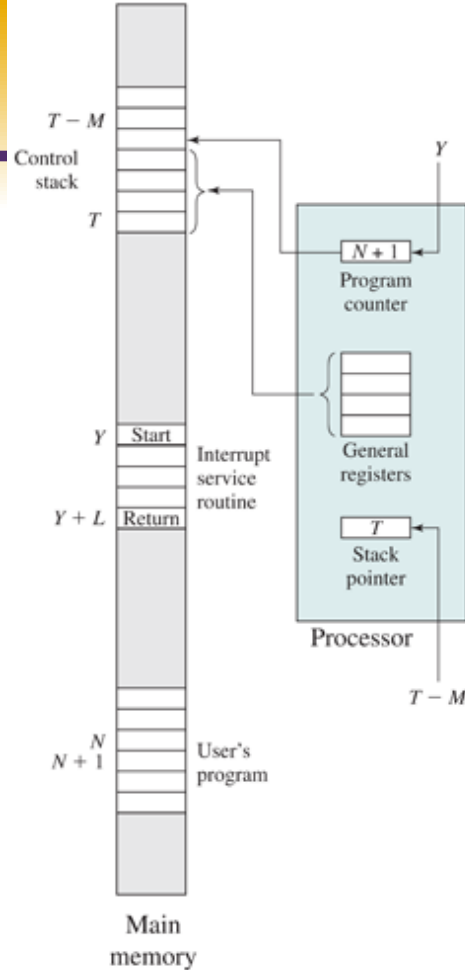 T − M
Control
stack
T
Y
N + 1
Program
counter
General
registers
T
Stack
pointer
Processor
T − M
Y
Start
Interrupt
service
routine
Y + L
Return
N
N + 1
User's
program
Main
memory